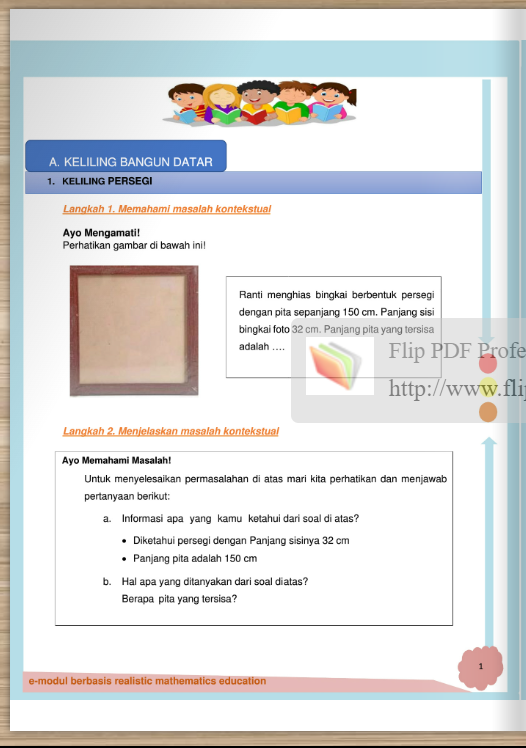 A. KELILING BANGUN DATAR
1. KELILING PERSEGI
Langkah 1. Memahami masalah kontekstual
Ayo Mengamati!
Perhatikan gambar di bawah ini!
Ranti menghias bingkai berbentuk persegi
dengan pita sepanjang 150 cm. Panjang sisi
bingkai foto 32 cm. Panjang pita yang tersisa
adalah ....
Flip PDF Profe
http://www.fli
Langkah 2. Menjelaskan masalah kontekstual
Ayo Memahami Masalah!
Untuk menyelesaikan permasalahan di atas mari kita perhatikan dan menjawab
pertanyaan berikut:
a. Informasi apa yang kamu ketahui dari soal di atas?
• Diketahui persegi dengan Panjang sisinya 32 cm
• Panjang pita adalah 150 cm
b. Hal apa yang ditanyakan dari soal diatas?
Berapa pita yang tersisa?
1
e-modul berbasis realistic mathematics education